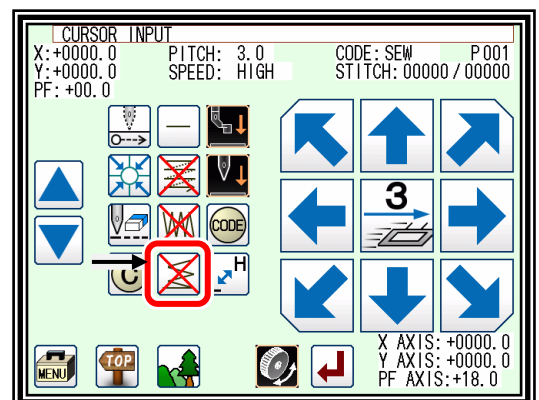 CURSOR INPUT
X:+0000.0 PITCH: 3.0 CODE:SEW P001
Y:+0000.0 SPEED: HIGH STITCH:00000/00000
PF:+00.0
3
CODE
C
H
X AXIS:+0000.0
Y AXIS:+0000.0
PF AXIS:+18.0
MENU
TOP